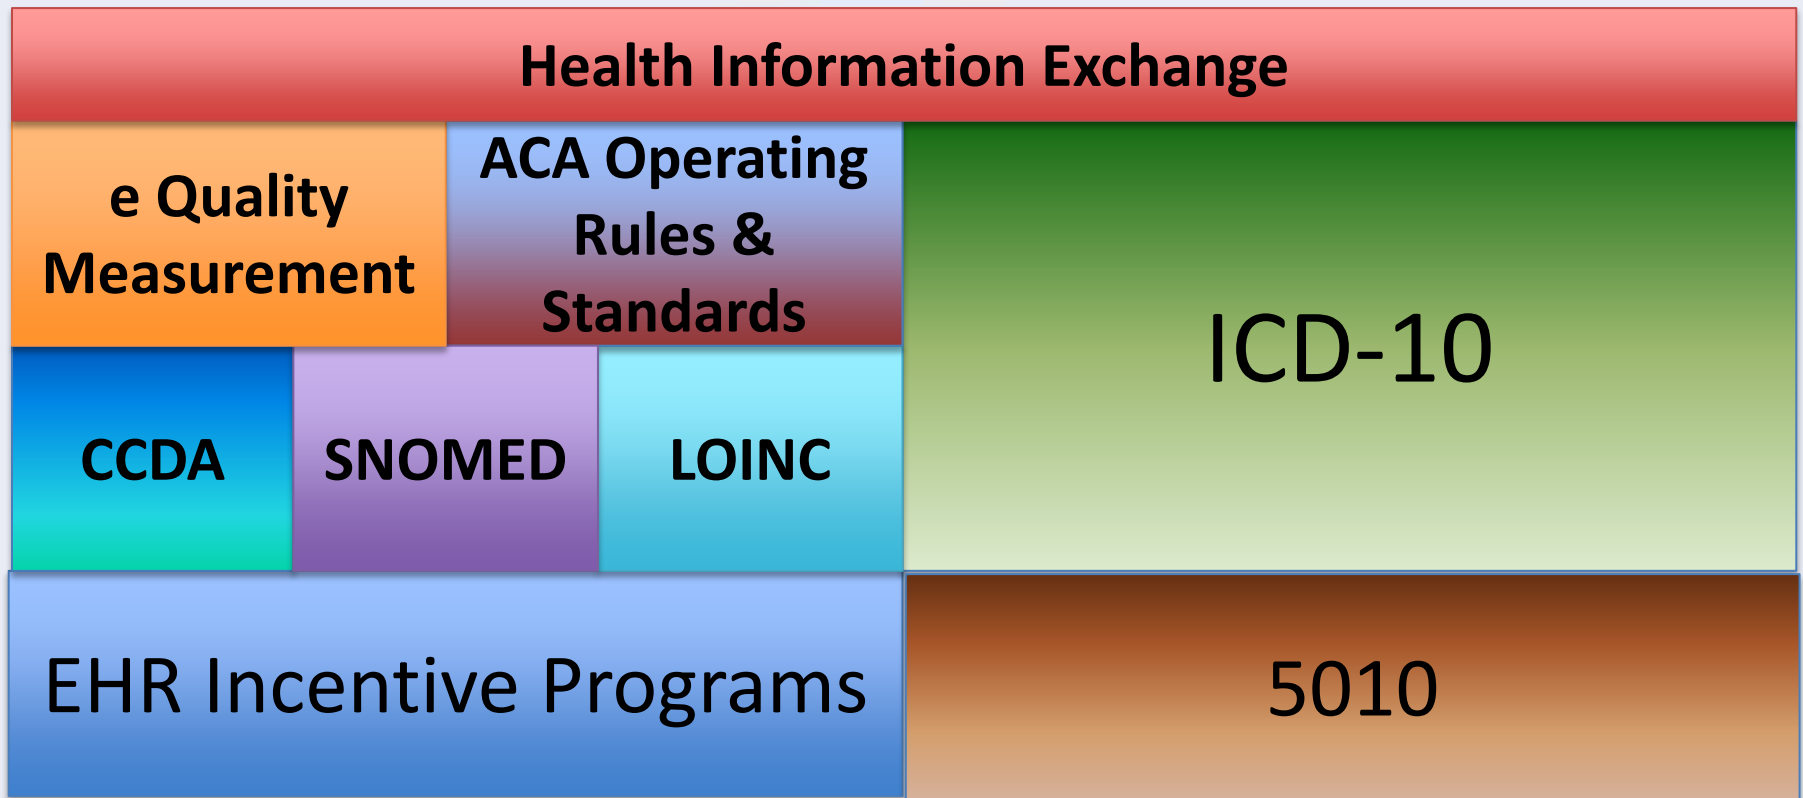 Health Information Exchange
e Quality
Measurement
ACA Operating
Rules &
Standards
ICD-10
CCDA
SNOMED
LOINC
EHR Incentive Programs
5010